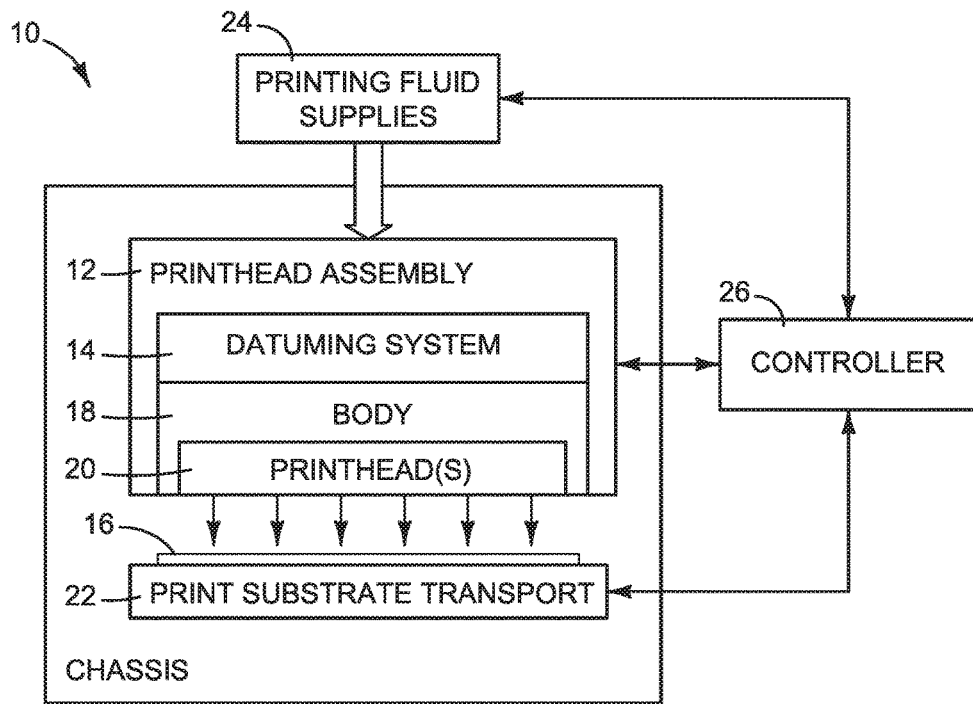 10
24
PRINTING FLUID
SUPPLIES
12
PRINTHEAD ASSEMBLY
26
14
DATUMING SYSTEM
CONTROLLER
18
BODY
20
PRINTHEAD(S)
16
22
PRINT SUBSTRATE TRANSPORT
CHASSIS